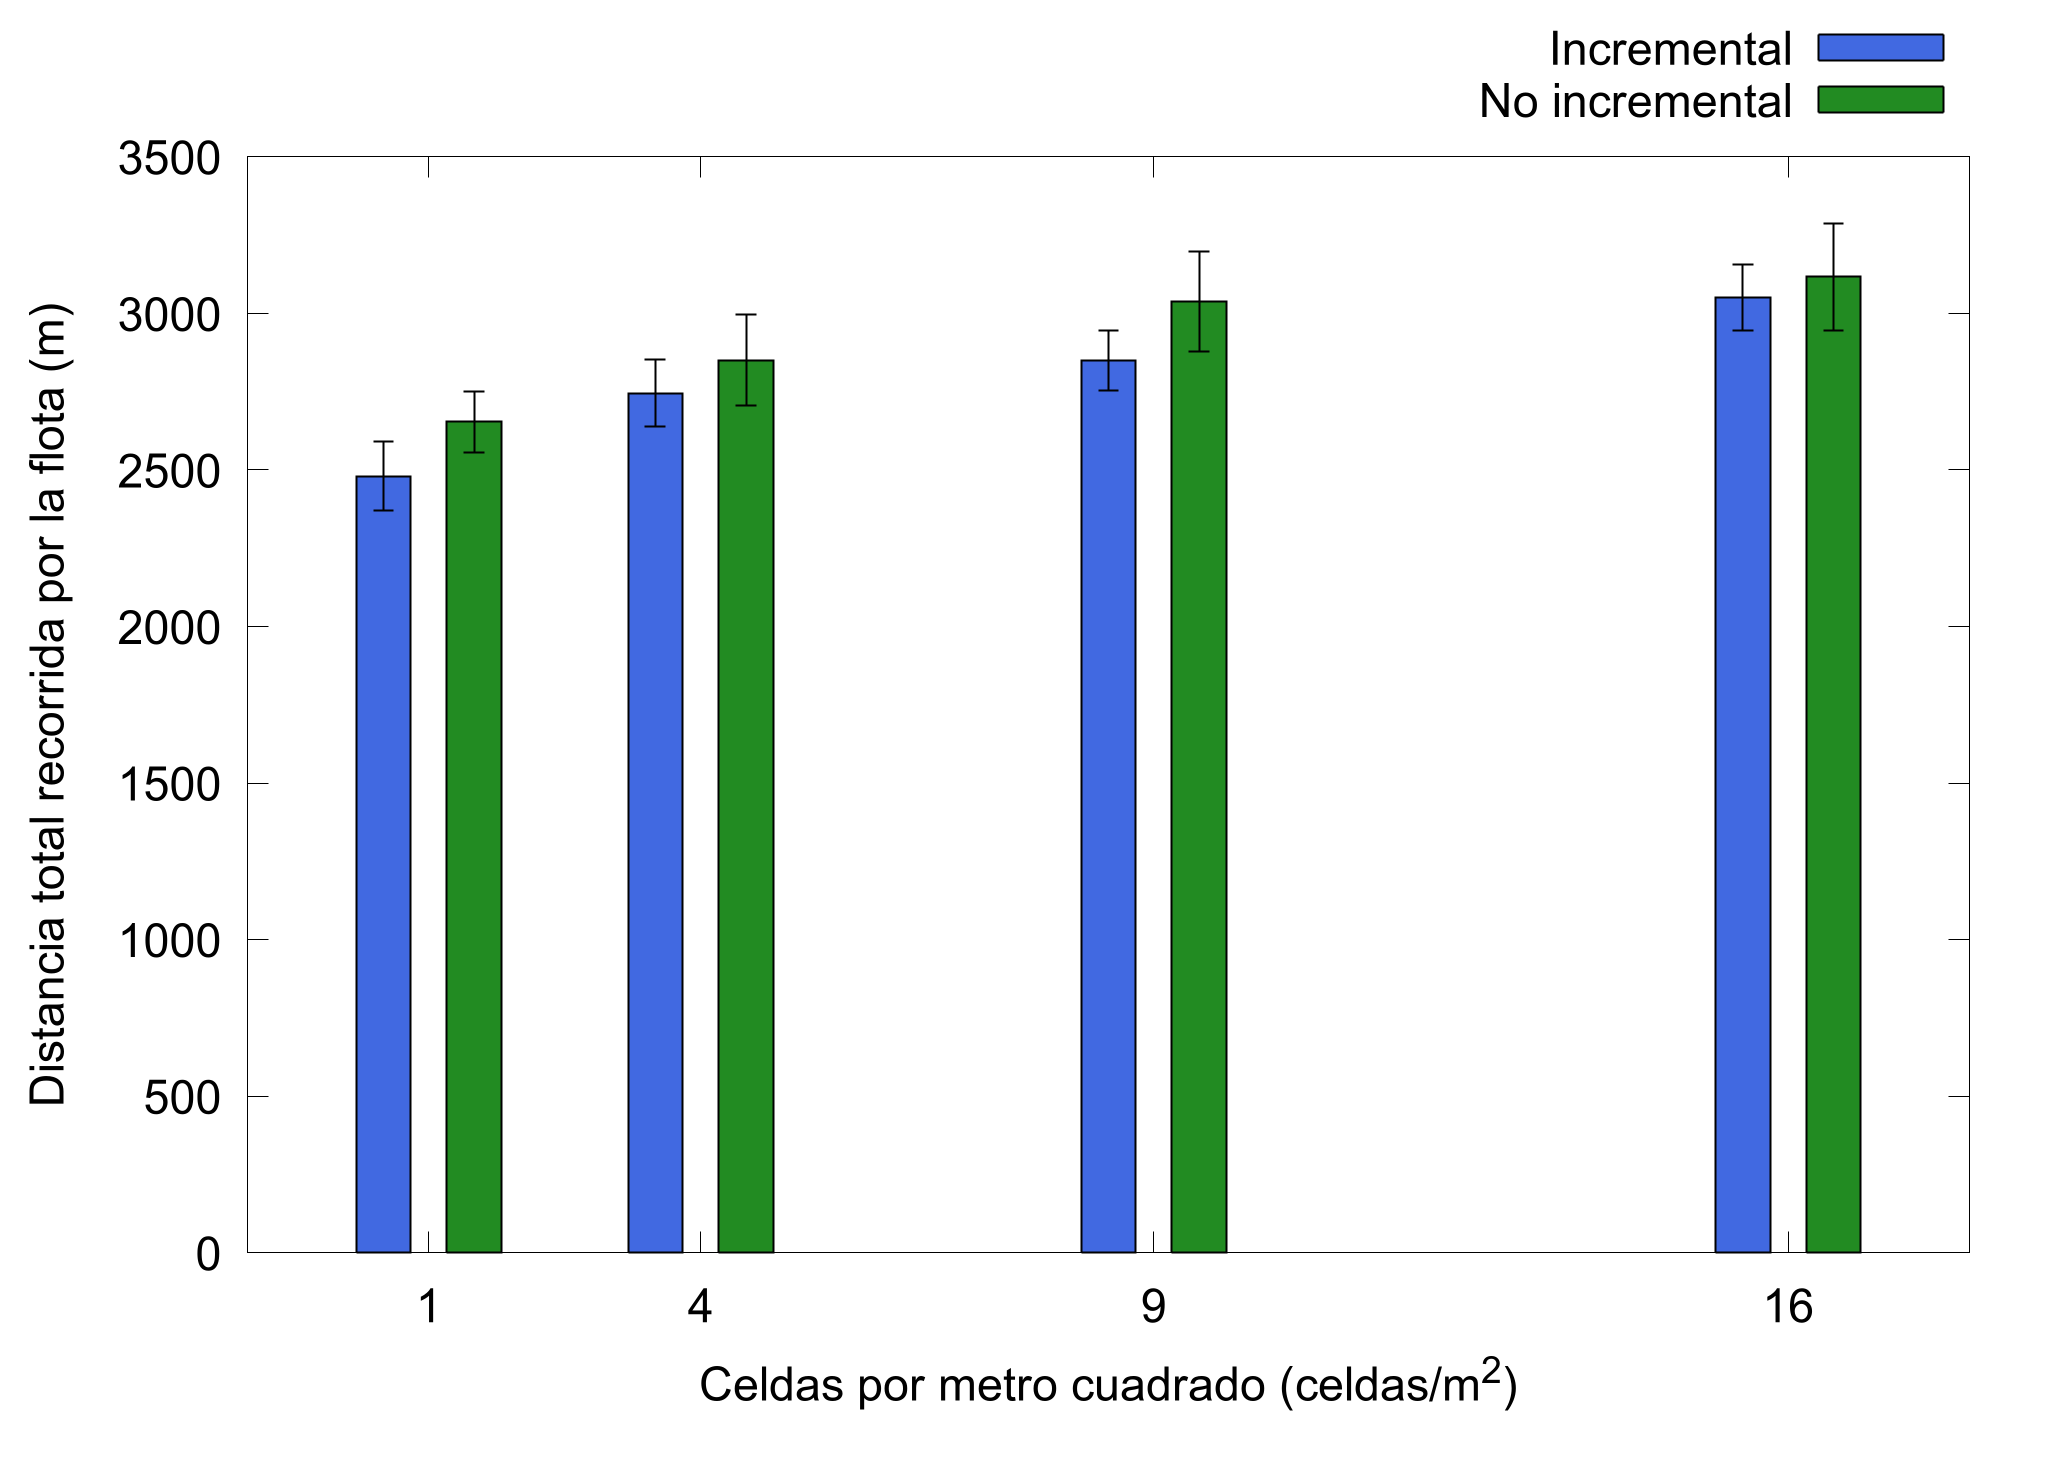 Incremental
No incremental
3500
3000
2500
2000
1500
1000
500
0
Distancia total recorrida por la flota (m)
1 4 9 16
Celdas por metro cuadrado (celdas/m²)